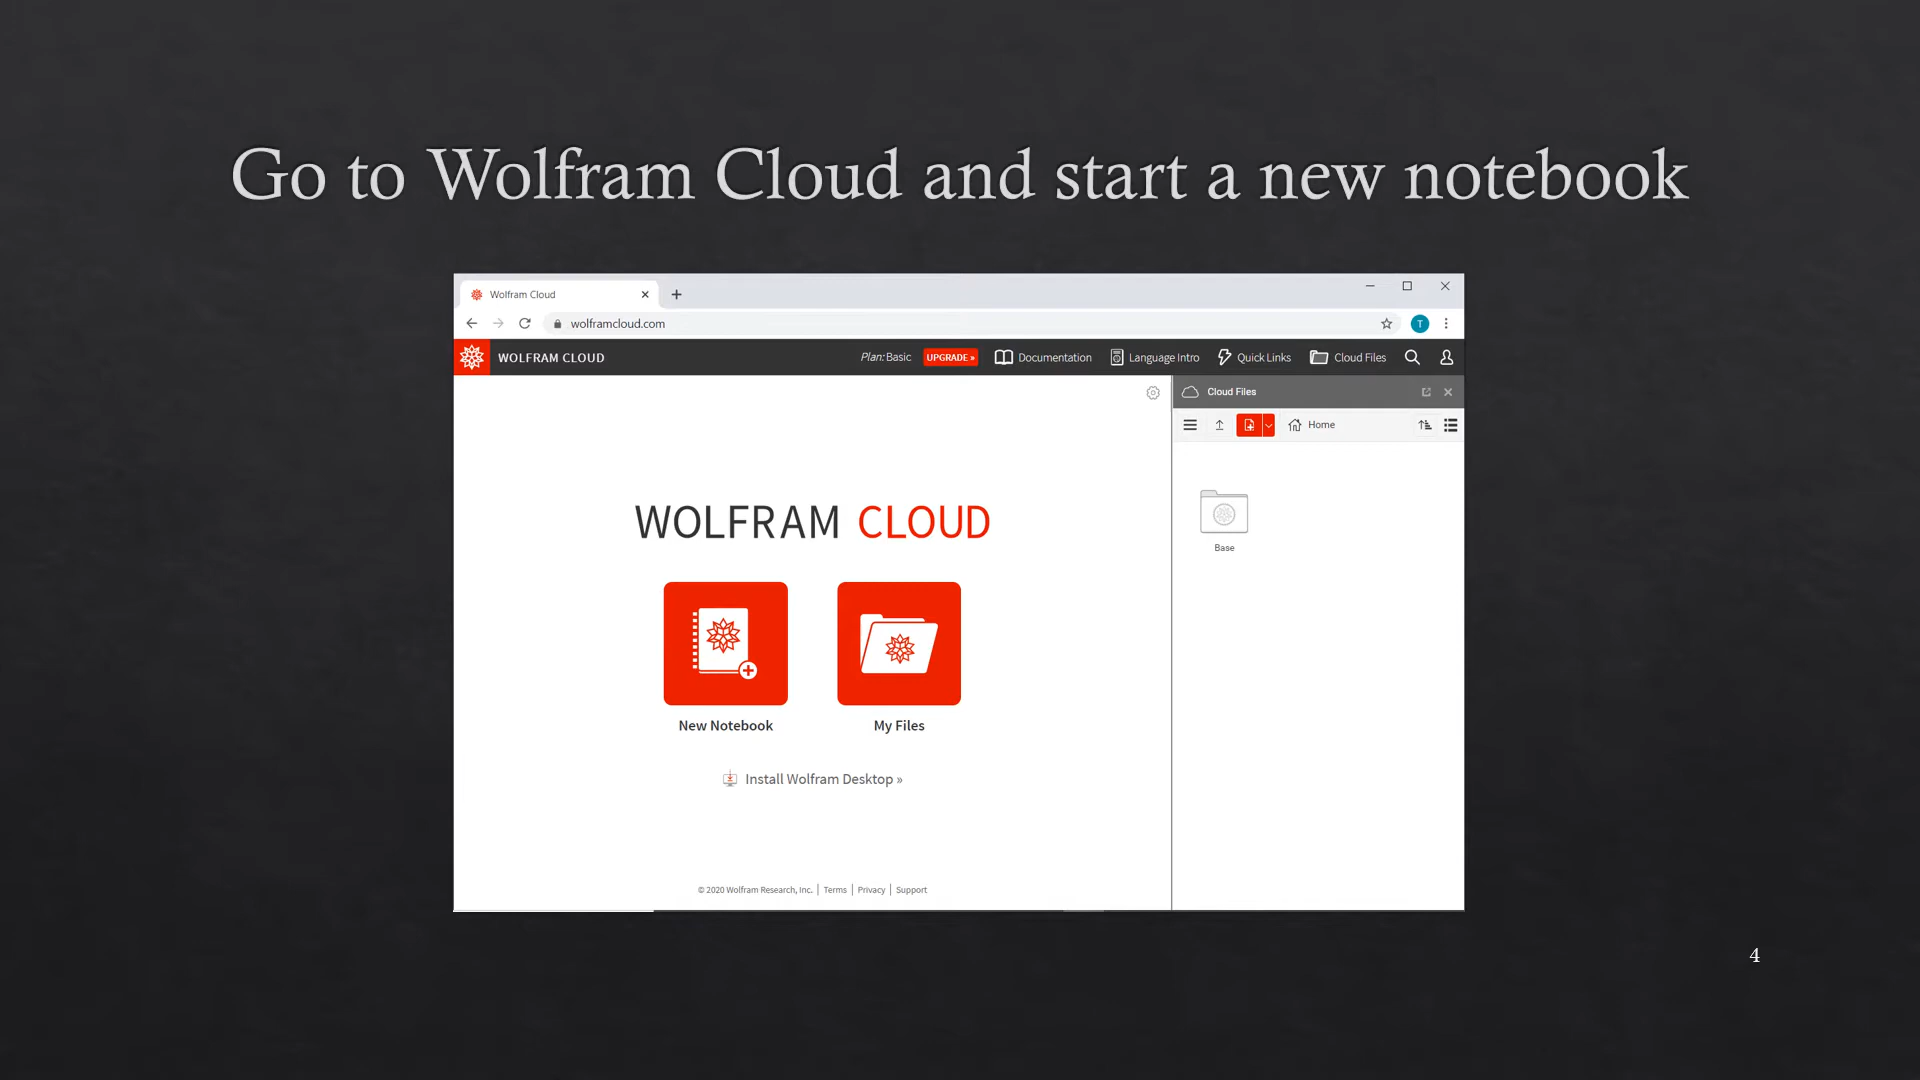 Go to Wolfram Cloud and start a new notebook
Wolfram Cloud
wolframcloud.com
T
WOLFRAM CLOUD
Plan: Basic
UPGRADE »
Documentation
Language Intro
Quick Links
Cloud Files
Cloud Files
Home
WOLFRAM CLOUD
Base
New Notebook
My Files
Install Wolfram Desktop »
© 2020 Wolfram Research, Inc. | Terms | Privacy | Support
4